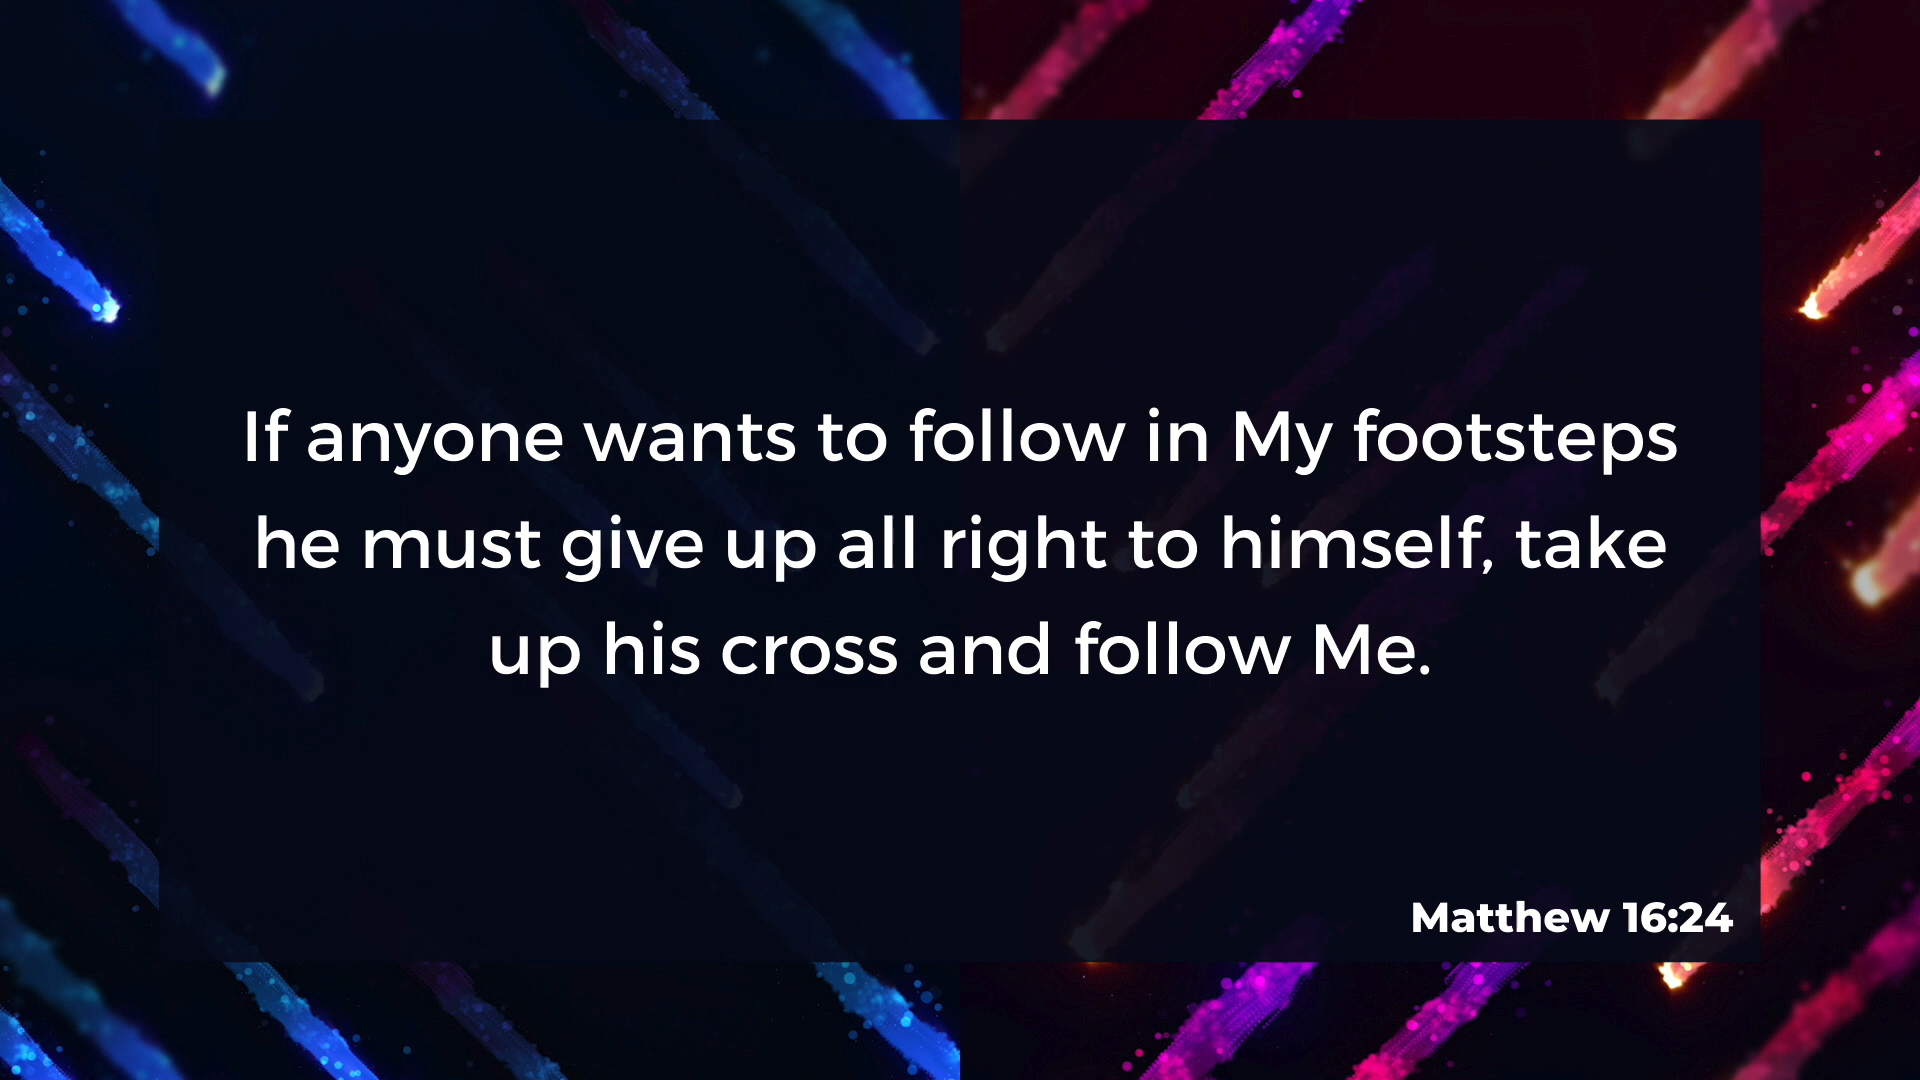 If anyone wants to follow in My footsteps
he must give up all right to himself, take
up his cross and follow Me.
Matthew 16:24